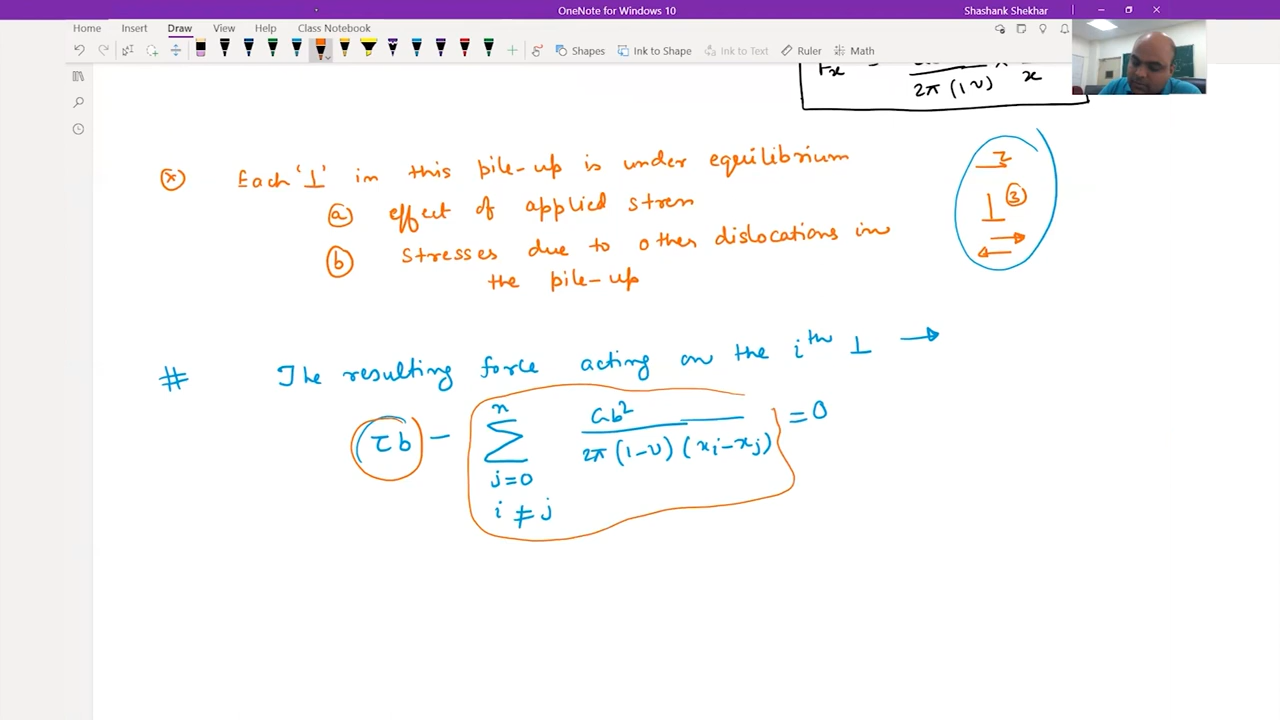 OneNote for Windows 10
Shashank Shekhar
Home Insert Draw View Help Class Notebook
Shapes Ink to Shape Ink to Text Ruler Math
Fx = 2π (1 ν) x
⊛ Each '⊥' in this pile-up is under equilibrium
ⓐ effect of applied stress
ⓑ stresses due to other dislocations in
the pile-up
τ
⊥ ③
# The resulting force acting on the ith ⊥ →
τb − Σ Gb² / 2π (1−ν) (xi−xj) = 0
n
j=0
i ≠ j